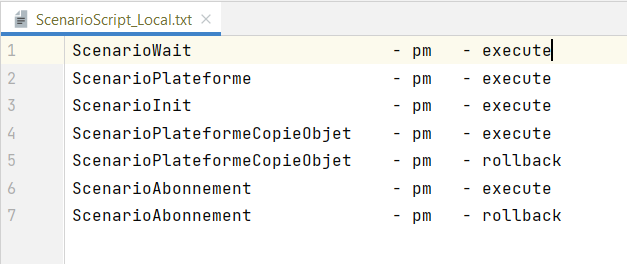 ScenarioScript_Local.txt
1 ScenarioWait - pm - execute
2 ScenarioPlateforme - pm - execute
3 ScenarioInit - pm - execute
4 ScenarioPlateformeCopieObjet - pm - execute
5 ScenarioPlateformeCopieObjet - pm - rollback
6 ScenarioAbonnement - pm - execute
7 ScenarioAbonnement - pm - rollback